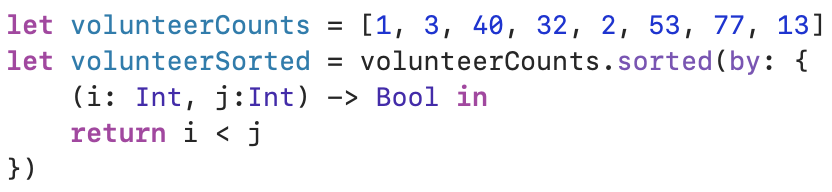 let volunteerCounts = [1, 3, 40, 32, 2, 53, 77, 13]
let volunteerSorted = volunteerCounts.sorted(by: {
    (i: Int, j:Int) -> Bool in
    return i < j
})